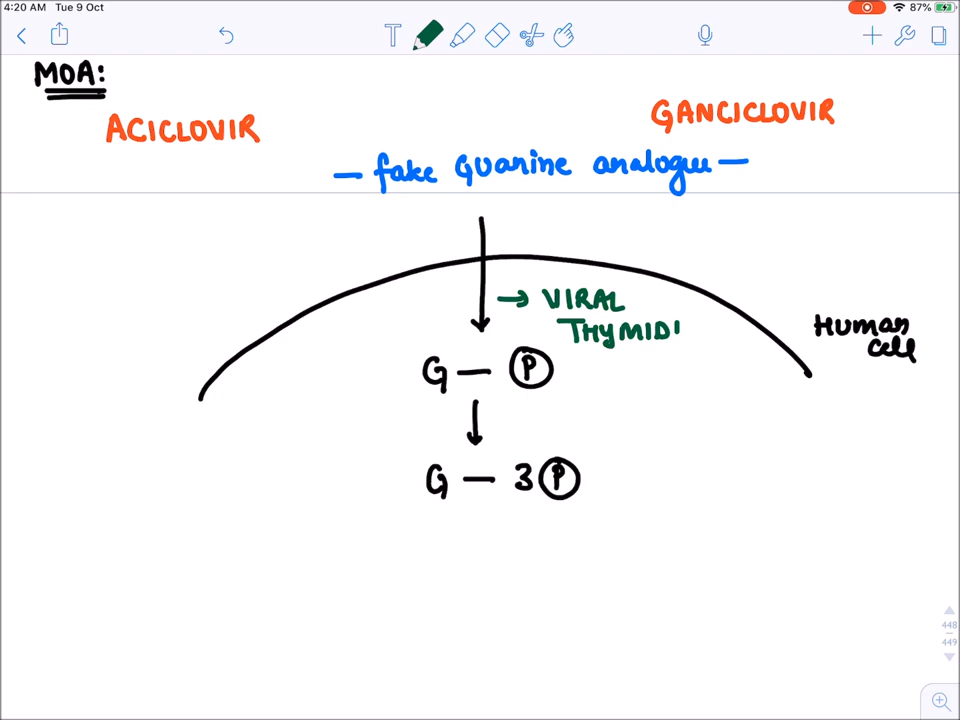 4:20 AM Tue 9 Oct
87%
T
MOA:
ACICLOVIR
GANCICLOVIR
— fake Guanine analogue —
→ VIRAL
THYMIDI
Human
cell
G — P
G — 3 P
448
449